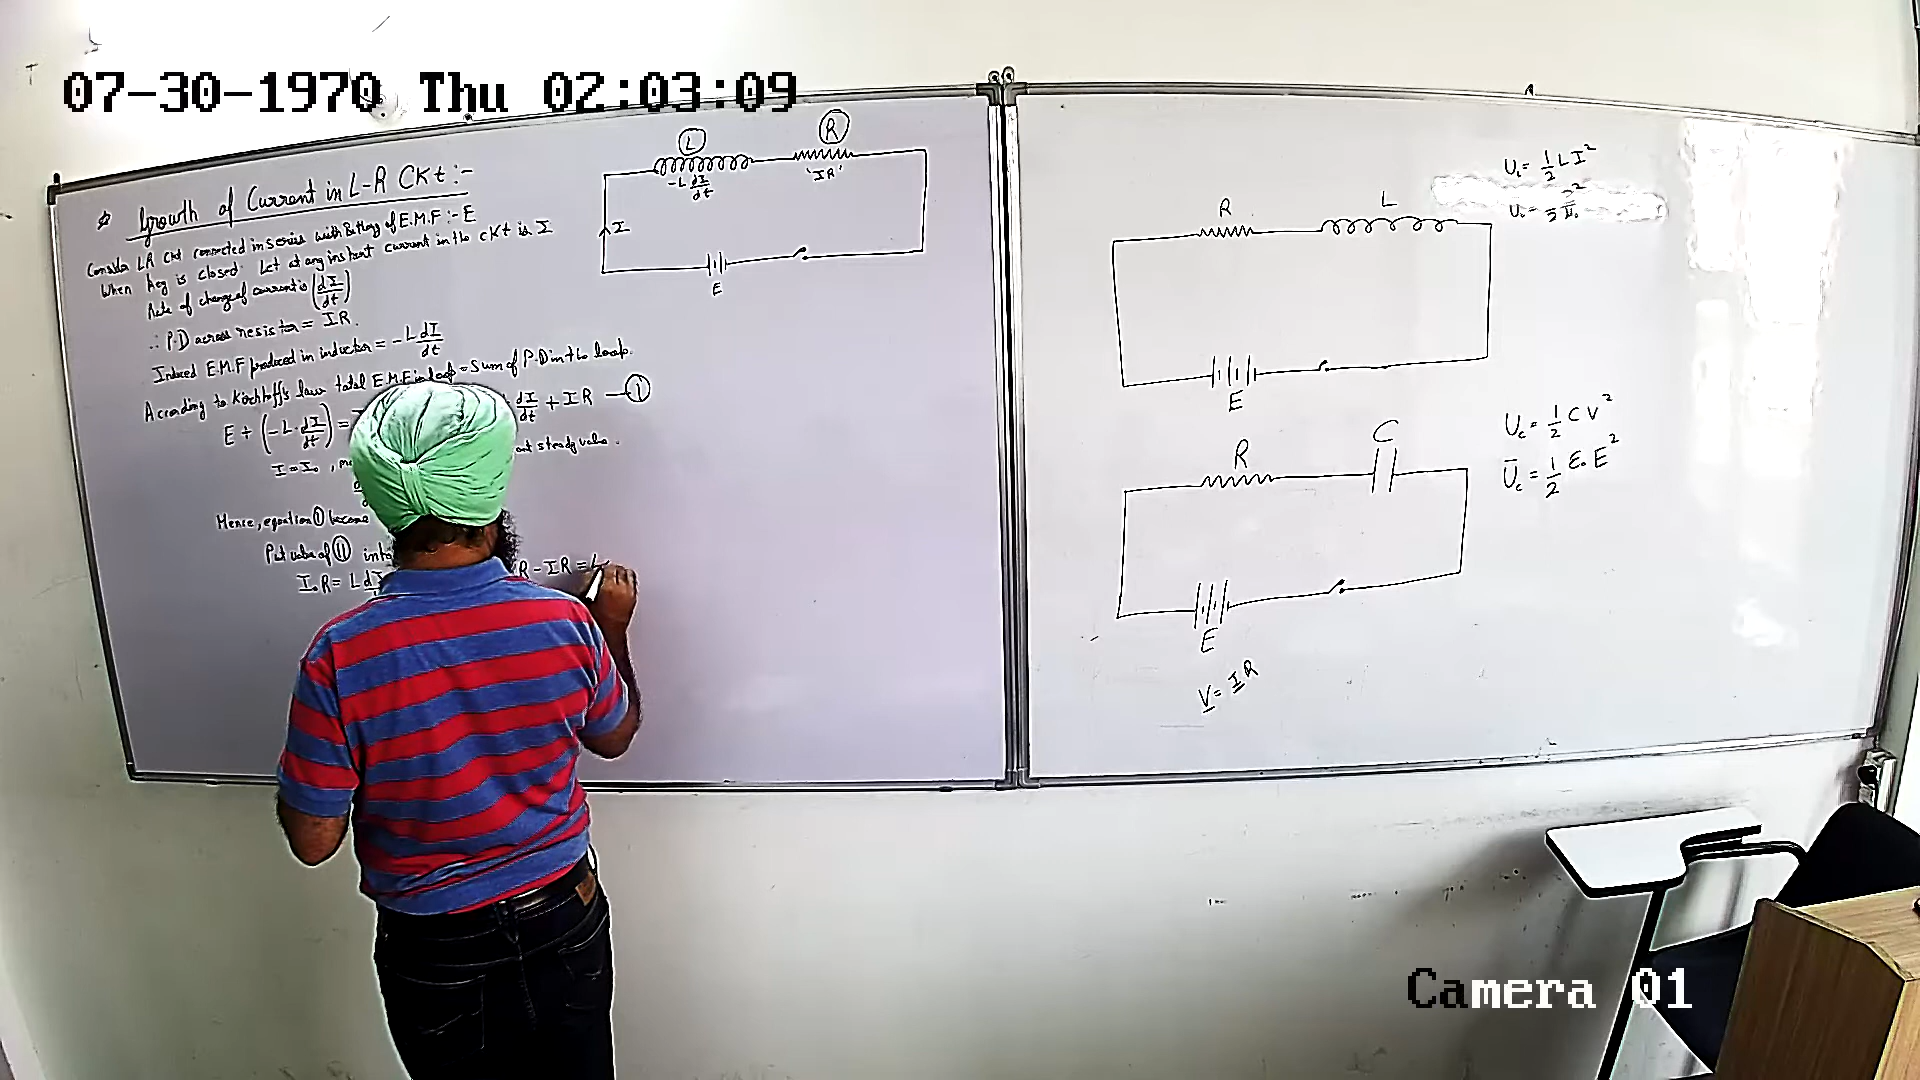 07-30-1970 Thu 02:03:09
Growth of Current in L-R CKt :-
Consider LR Ckt connected in series with Battery of E.M.F :- E
When key is closed. Let at any instant current in the cKt is I
Rate of change of current is (dI/dt)
∴ P.D across resistor = IR.
Induced E.M.F produced in inductor = -L dI/dt
According to Kirchhoff's law total E.M.F in loop = Sum of P.D in the loop.
E + (-L·dI/dt) = dI/dt + IR — ①
I = I₀ , steady value.
Hence, equation ① become
Put value of ⑪ into
I₀R = L dI R - IR = L
L
R
-L dI/dt
'IR'
I
E
R
L
E
U = 1/2 L I²
R
C
E
V = IR
Uc = 1/2 C V²
Uc = 1/2 ε₀ E²
Camera 01